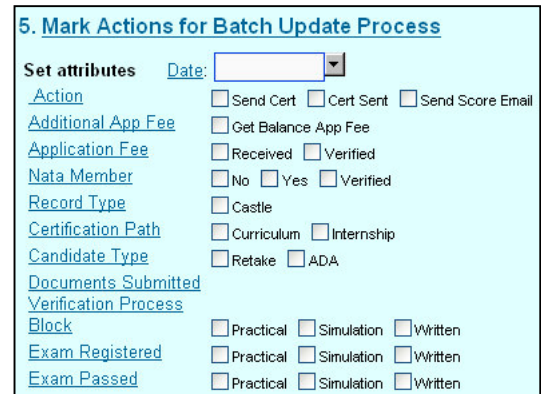 5. Mark Actions for Batch Update Process
Set attributes Date:
Action Send Cert Cert Sent Send Score Email
Additional App Fee Get Balance App Fee
Application Fee Received Verified
Nata Member No Yes Verified
Record Type Castle
Certification Path Curriculum Internship
Candidate Type Retake ADA
Documents Submitted
Verification Process
Block Practical Simulation Written
Exam Registered Practical Simulation Written
Exam Passed Practical Simulation Written